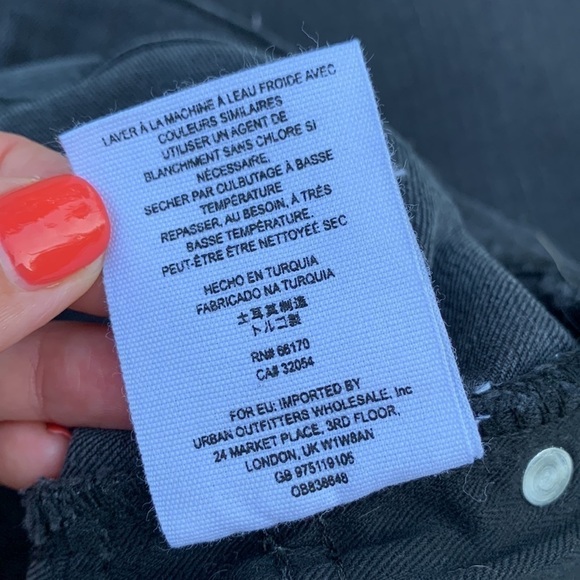 LAVER À LA MACHINE À LEAU FROIDE AVEC
COULEURS SIMILAIRES
UTILISER UN AGENT DE
BLANCHIMENT SANS CHLORE SI
NÉCESSAIRE.
SECHER PAR CULBUTAGE À BASSE
TEMPÉRATURE
REPASSER, AU BESOIN, À TRÈS
BASSE TEMPÉRATURE.
PEUT-ÊTRE ÊTRE NETTOYÉE SEC
HECHO EN TURQUIA
FABRICADO NA TURQUIA
土耳其制造
トルコ製
RN# 66170
CA# 32054
FOR EU: IMPORTED BY
URBAN OUTFITTERS WHOLESALE, Inc
24 MARKET PLACE, 3RD FLOOR,
LONDON, UK W1W8AN
GB 975119106
OB838648